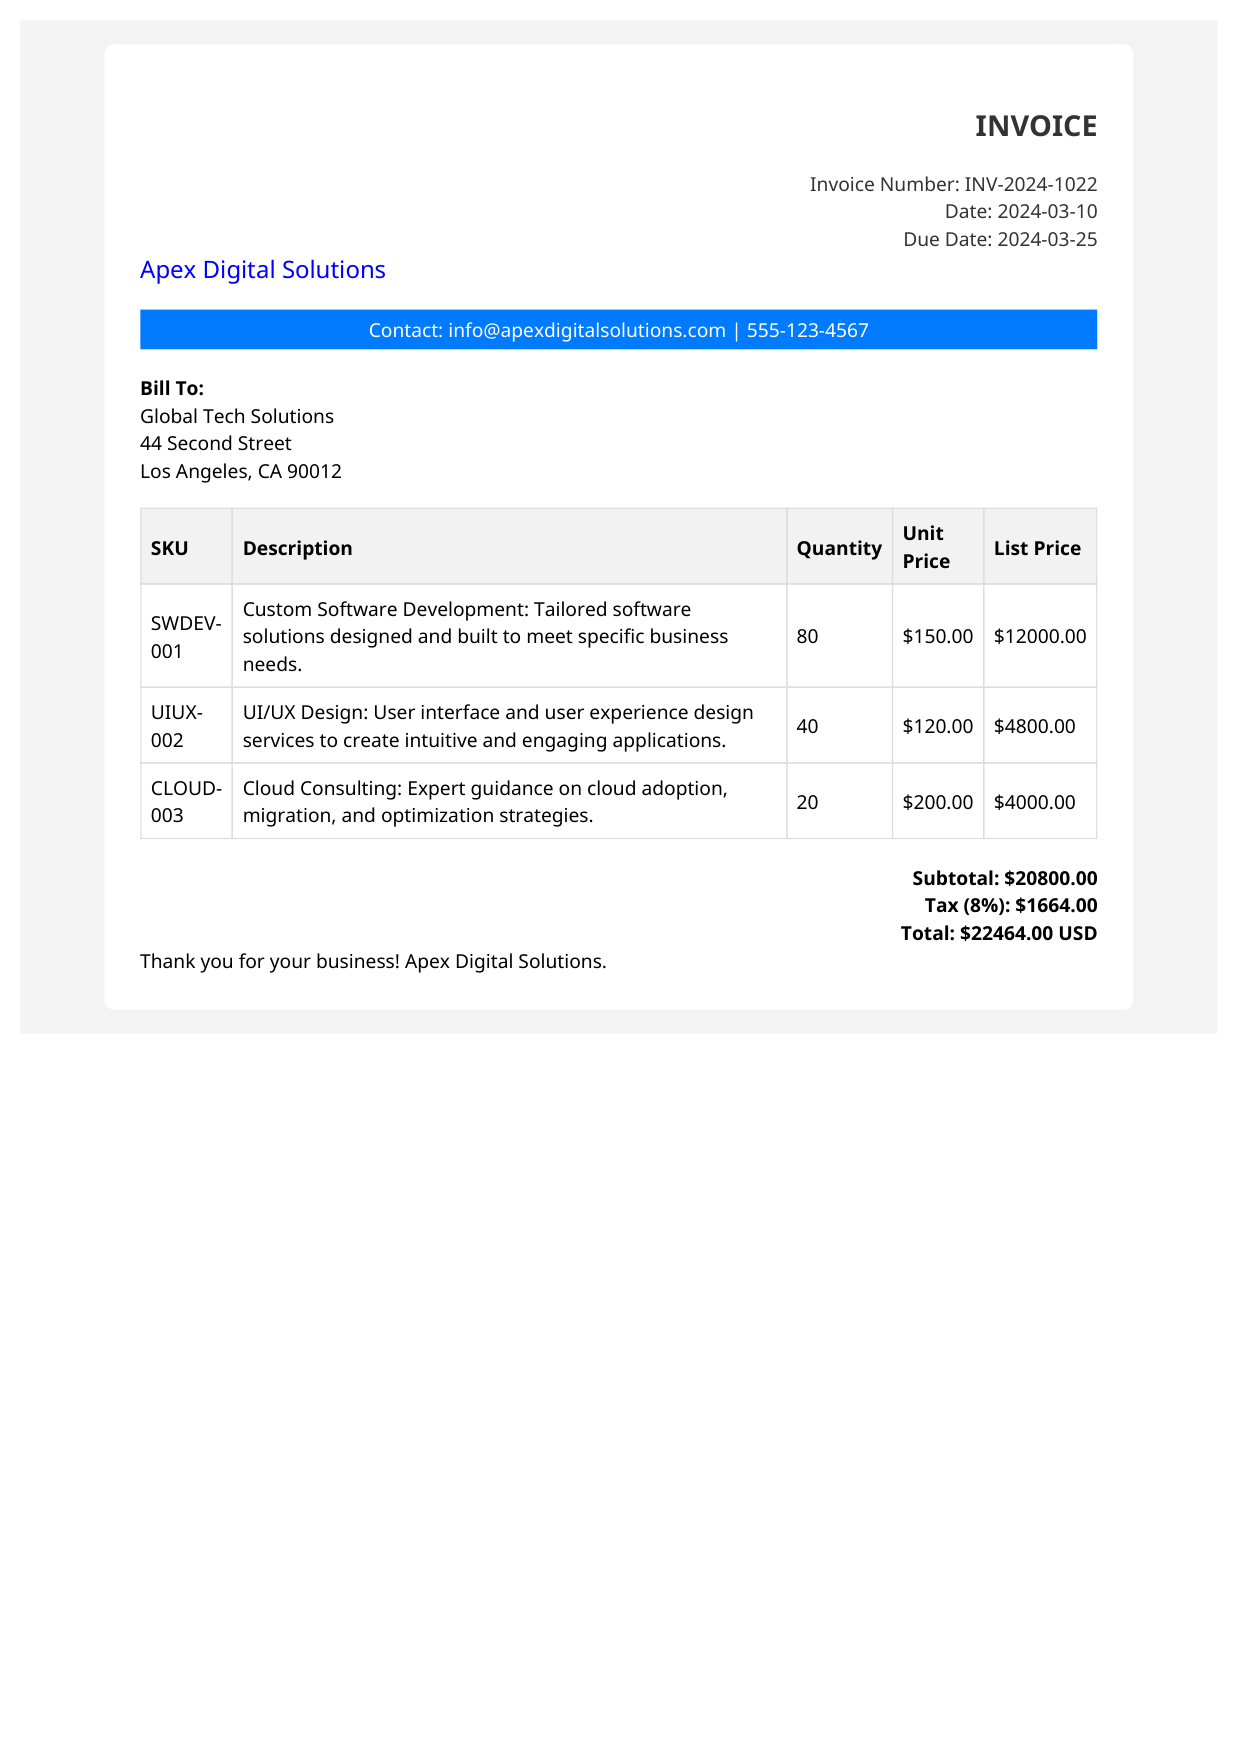 INVOICE
Invoice Number: INV-2024-1022
Date: 2024-03-10
Due Date: 2024-03-25
Apex Digital Solutions
Contact: info@apexdigitalsolutions.com | 555-123-4567
Bill To:
Global Tech Solutions
44 Second Street
Los Angeles, CA 90012
SKU
Description
Quantity
Unit
Price
List Price
SWDEV-
001
Custom Software Development: Tailored software
solutions designed and built to meet specific business
needs.
80
$150.00
$12000.00
UIUX-
002
UI/UX Design: User interface and user experience design
services to create intuitive and engaging applications.
40
$120.00
$4800.00
CLOUD-
003
Cloud Consulting: Expert guidance on cloud adoption,
migration, and optimization strategies.
20
$200.00
$4000.00
Subtotal: $20800.00
Tax (8%): $1664.00
Total: $22464.00 USD
Thank you for your business! Apex Digital Solutions.